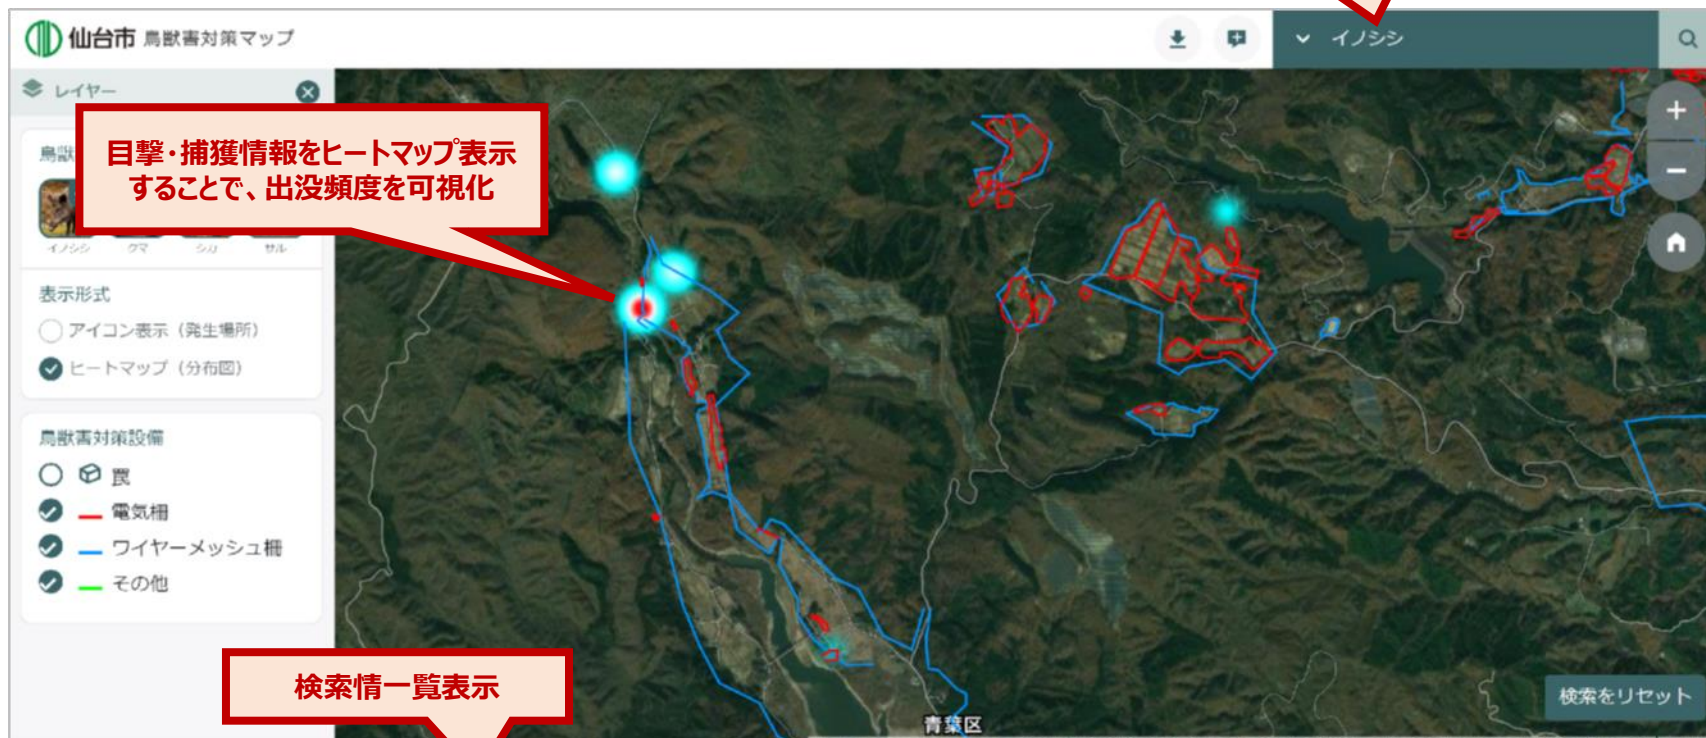 仙台市 鳥獣害対策マップ
イノシシ
レイヤー
目撃・捕獲情報をヒートマップ表示
することで、出没頻度を可視化
鳥獣
イノシシ クマ シカ サル
表示形式
アイコン表示（発生場所）
ヒートマップ（分布図）
鳥獣害対策設備
罠
電気柵
ワイヤーメッシュ柵
その他
検索情一覧表示
検索をリセット
青葉区